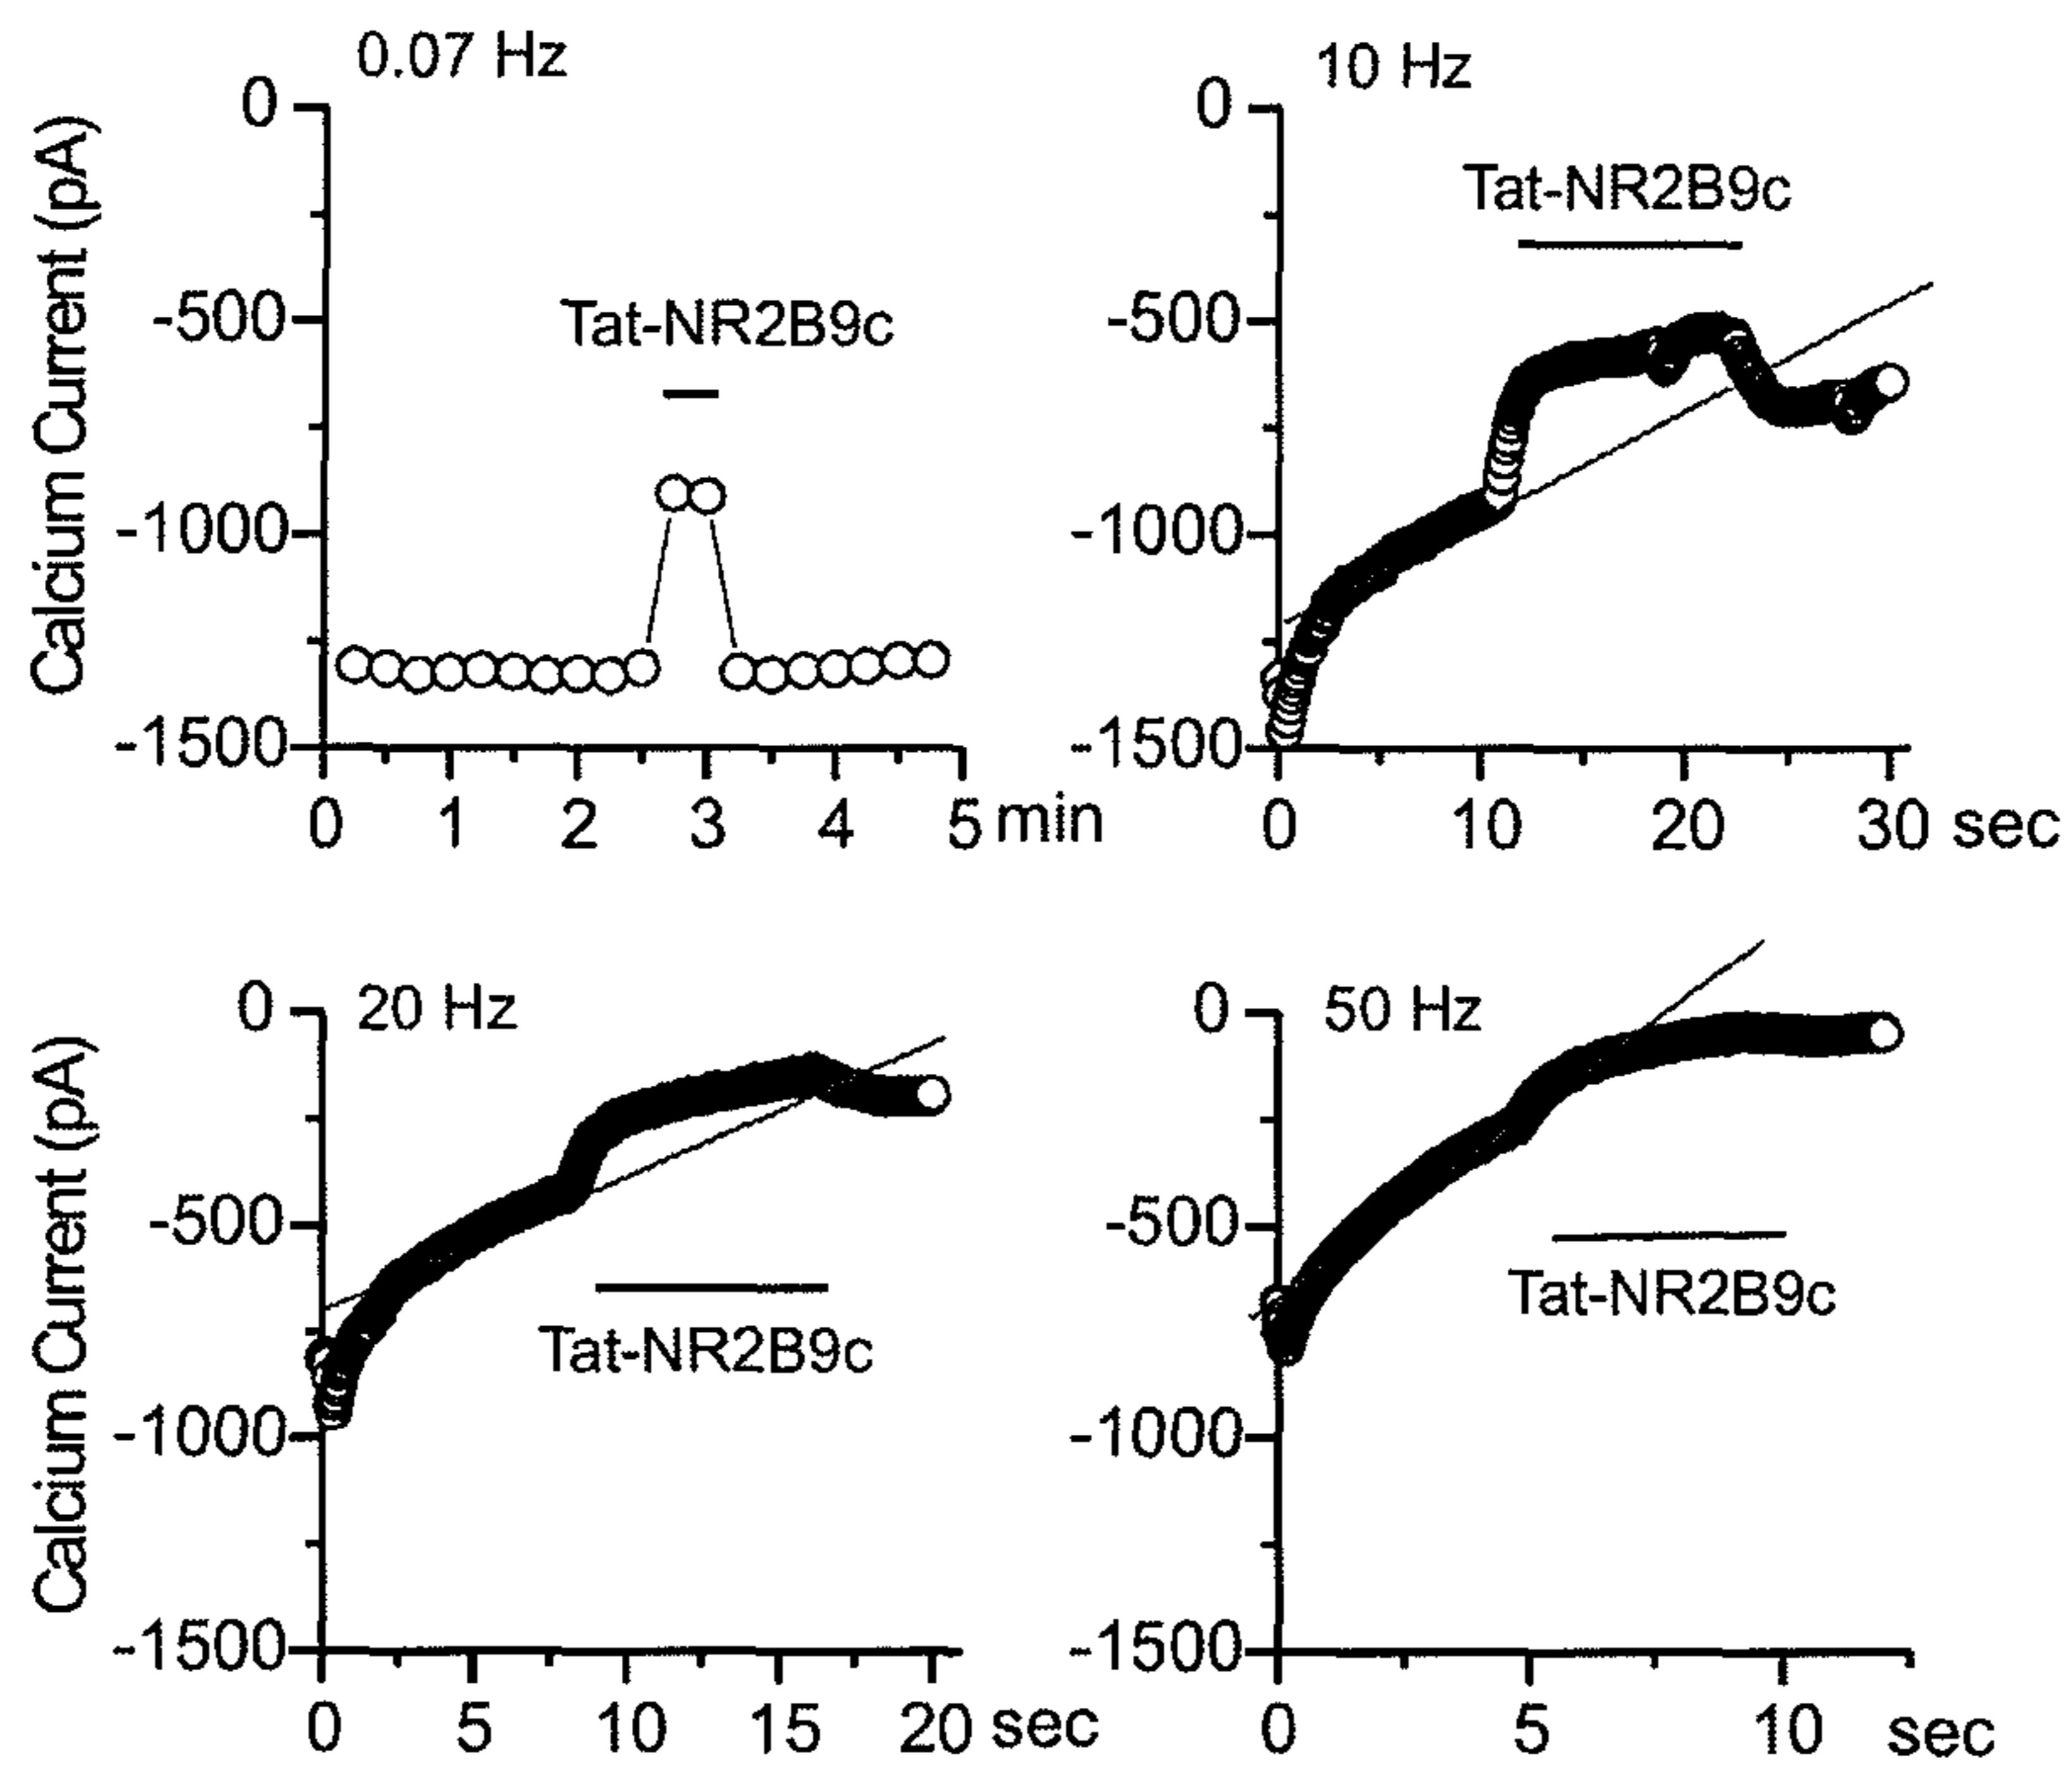 0.07 Hz
Calcium Current (pA)
0
-500
-1000
-1500
Tat-NR2B9c
0 1 2 3 4 5 min
10 Hz
0
-500
-1000
-1500
Tat-NR2B9c
0 10 20 30 sec
20 Hz
Calcium Current (pA)
0
-500
-1000
-1500
Tat-NR2B9c
0 5 10 15 20 sec
50 Hz
0
-500
-1000
-1500
Tat-NR2B9c
0 5 10 sec